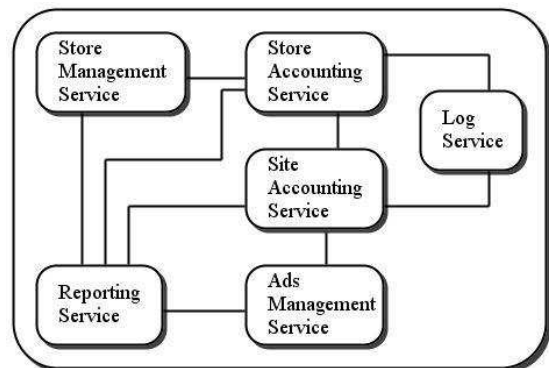 Store
Management
Service
Store
Accounting
Service
Log
Service
Site
Accounting
Service
Reporting
Service
Ads
Management
Service